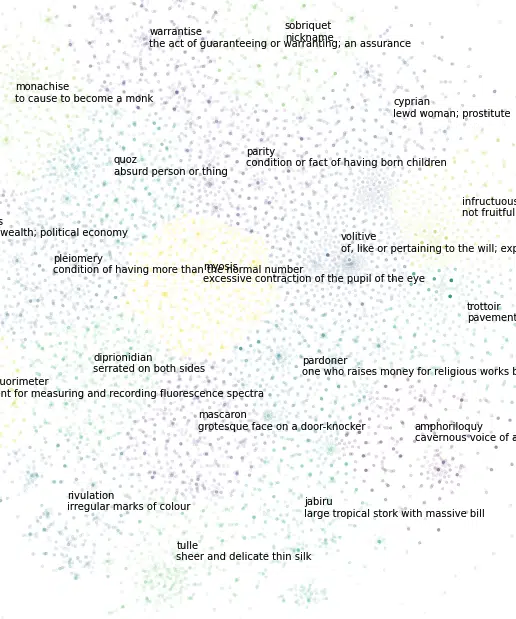 sobriquet
nickname
warrantise
the act of guaranteeing or warranting; an assurance
monachise
to cause to become a monk
cyprian
lewd woman; prostitute
parity
condition or fact of having born children
quoz
absurd person or thing
infructuous
not fruitful
s
wealth; political economy
volitive
of, like or pertaining to the will; exp
pleiomery
condition of having more than the normal number
myosis
excessive contraction of the pupil of the eye
trottoir
pavement
diprionidian
serrated on both sides
pardoner
one who raises money for religious works b
uorimeter
nt for measuring and recording fluorescence spectra
mascaron
grotesque face on a door-knocker
amphoriloquy
cavernous voice of a
rivulation
irregular marks of colour
jabiru
large tropical stork with massive bill
tulle
sheer and delicate thin silk